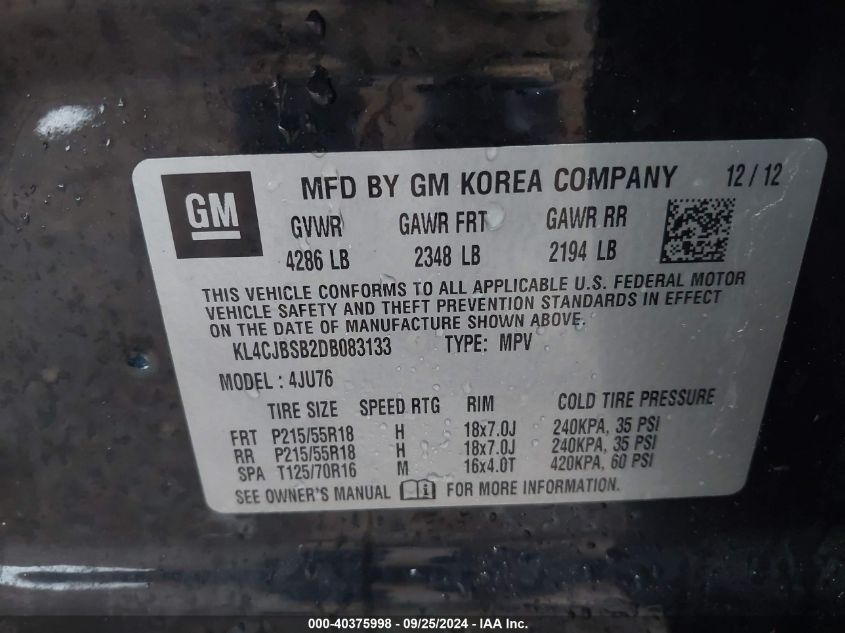 GM
MFD BY GM KOREA COMPANY 12/12
GVWR GAWR FRT GAWR RR
4286 LB 2348 LB 2194 LB
THIS VEHICLE CONFORMS TO ALL APPLICABLE U.S. FEDERAL MOTOR
VEHICLE SAFETY AND THEFT PREVENTION STANDARDS IN EFFECT
ON THE DATE OF MANUFACTURE SHOWN ABOVE.
KL4CJBSB2DB083133 TYPE: MPV
MODEL: 4JU76
TIRE SIZE SPEED RTG RIM COLD TIRE PRESSURE
FRT P215/55R18 H 18x7.0J 240KPA, 35 PSI
RR P215/55R18 H 18x7.0J 240KPA, 35 PSI
SPA T125/70R16 M 16x4.0T 420KPA, 60 PSI
SEE OWNER'S MANUAL FOR MORE INFORMATION.
000-40375998 - 09/25/2024 - IAA Inc.